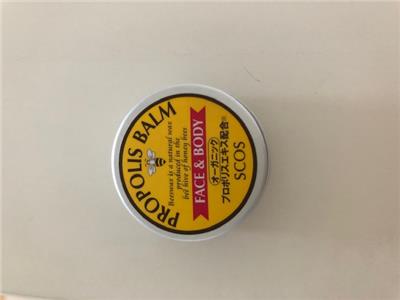 PROPOLIS BALM
Beeswax is a natural wax
produced in the
bel hive of honey bees
FACE & BODY
オーガニック
プロポリスエキス配合※
SCOS